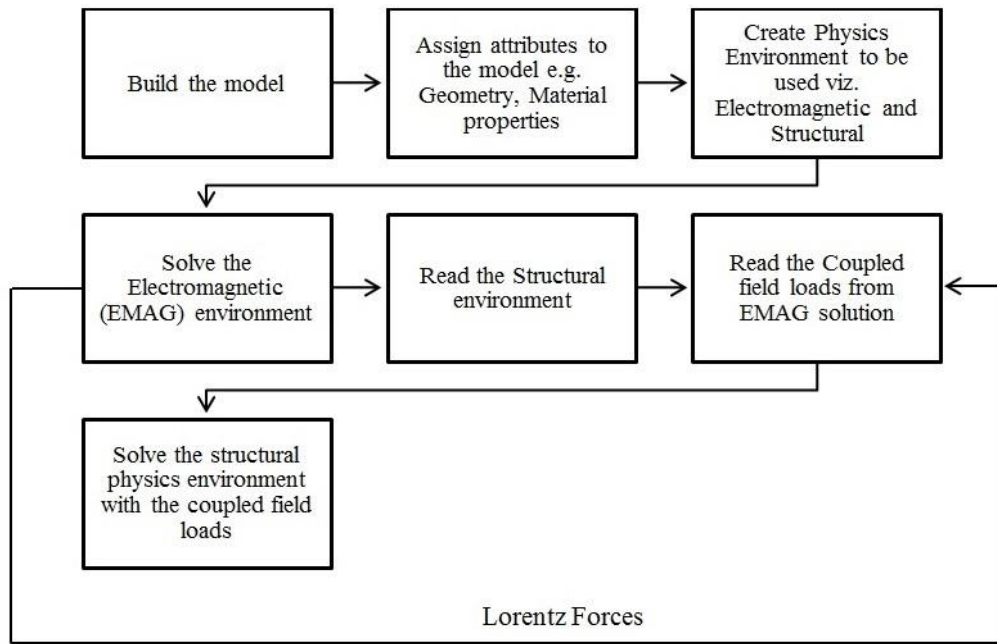 Build the model
Assign attributes to
the model e.g.
Geometry, Material
properties
Create Physics
Environment to be
used viz.
Electromagnetic and
Structural
Solve the
Electromagnetic
(EMAG) environment
Read the Structural
environment
Read the Coupled
field loads from
EMAG solution
Solve the structural
physics environment
with the coupled field
loads
Lorentz Forces